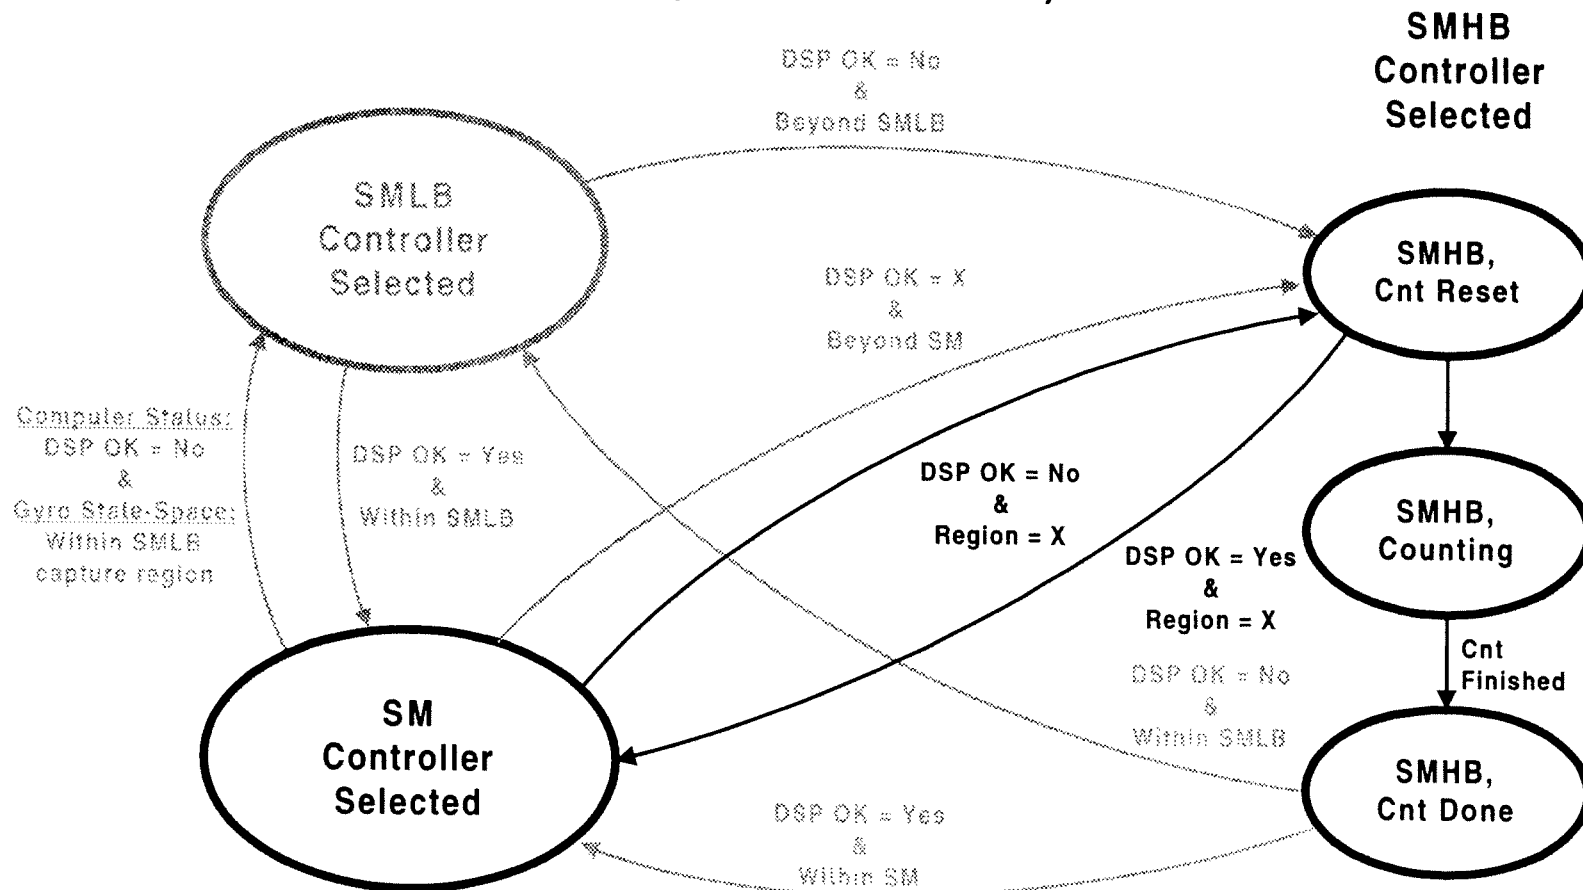 DSP OK = No
&
Beyond SMLB
SMHB
Controller
Selected
SMLB
Controller
Selected
SMHB,
Cnt Reset
DSP OK = X
&
Beyond SM
Computer Status:
DSP OK = No
&
Gyro State-Space:
Within SMLB
capture region
DSP OK = Yes
&
Within SMLB
DSP OK = No
&
Region = X
DSP OK = Yes
&
Region = X
SMHB,
Counting
Cnt
Finished
DSP OK = No
&
Within SMLB
SM
Controller
Selected
SMHB,
Cnt Done
DSP OK = Yes
&
Within SM